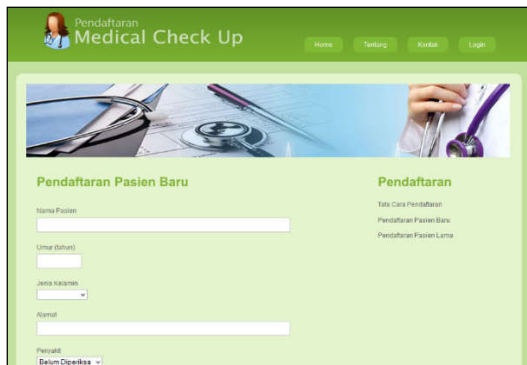 Pendaftaran
Medical Check Up
Home Tentang Kontak Login
Pendaftaran Pasien Baru
Nama Pasien
Umur (tahun)
Jenis Kelamin
Alamat
Penyakit
Belum Diperiksa
Pendaftaran
Tata Cara Pendaftaran
Pendaftaran Pasien Baru
Pendaftaran Pasien Lama